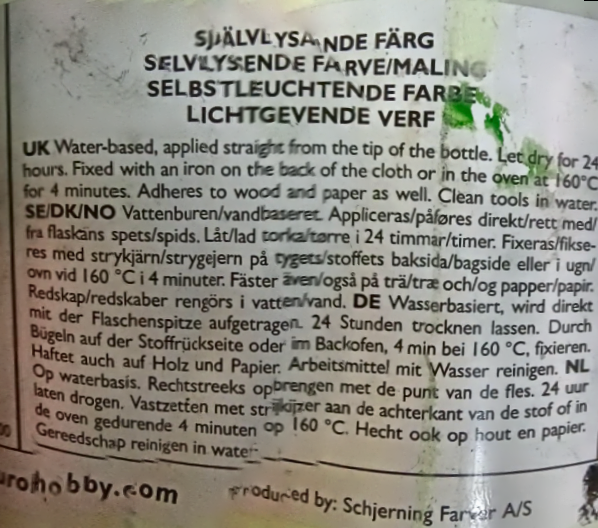 SJÄLVLYSANDE FÄRG
SELVLYSENDE FARVE/MALING
SELBSTLEUCHTENDE FARBE
LICHTGEVENDE VERF
UK Water-based, applied straight from the tip of the bottle. Let dry for 24
hours. Fixed with an iron on the back of the cloth or in the oven at 160°C
for 4 minutes. Adheres to wood and paper as well. Clean tools in water.
SE/DK/NO Vattenburen/vandbaseret. Appliceras/påføres direkt/rett med/
fra flaskans spets/spids. Låt/lad torka/tørre i 24 timmar/timer. Fixeras/fikse-
res med strykjärn/strygejern på tygets/stoffets baksida/bagside eller i ugn/
ovn vid 160 °C i 4 minuter. Fäster även/også på trä/træ och/og papper/papir.
Redskap/redskaber rengörs i vatten/vand. DE Wasserbasiert, wird direkt
mit der Flaschenspitze aufgetragen. 24 Stunden trocknen lassen. Durch
Bügeln auf der Stoffrückseite oder im Backofen, 4 min bei 160 °C, fixieren.
Haftet auch auf Holz und Papier. Arbeitsmittel mit Wasser reinigen. NL
Op waterbasis. Rechtstreeks opbrengen met de punt van de fles. 24 uur
laten drogen. Vastzetten met strijkijzer aan de achterkant van de stof of in
de oven gedurende 4 minuten op 160 °C. Hecht ook op hout en papier.
Gereedschap reinigen in water.
urohobby.com
Produced by: Schjerning Farver A/S